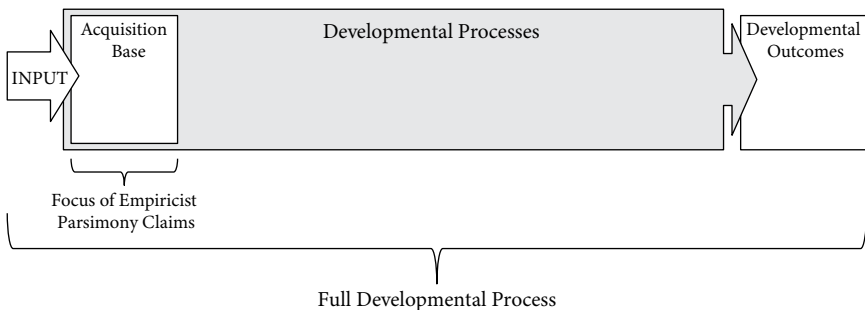 INPUT
Acquisition
Base
Developmental Processes
Developmental
Outcomes
Focus of Empiricist
Parsimony Claims
Full Developmental Process